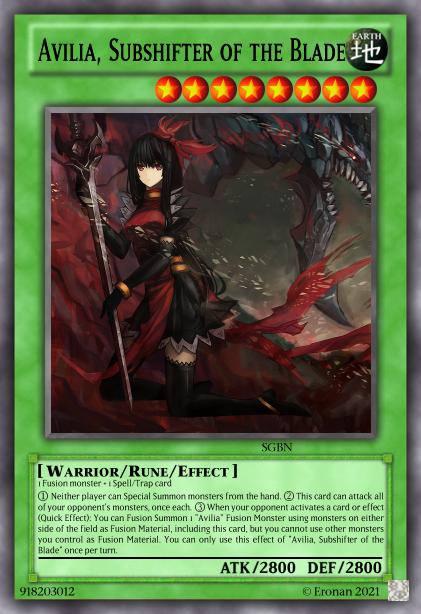 Avilia, Subshifter of the Blade
EARTH
地
SGBN
[ Warrior/Rune/Effect ]
1 Fusion monster + 1 Spell/Trap card
① Neither player can Special Summon monsters from the hand. ② This card can attack all
of your opponent's monsters, once each. ③ When your opponent activates a card or effect
(Quick Effect): You can Fusion Summon 1 "Avilia" Fusion Monster using monsters on either
side of the field as Fusion Material, including this card, but you cannot use other monsters
you control as Fusion Material. You can only use this effect of "Avilia, Subshifter of the
Blade" once per turn.
ATK/2800 DEF/2800
918203012
© Eronan 2021